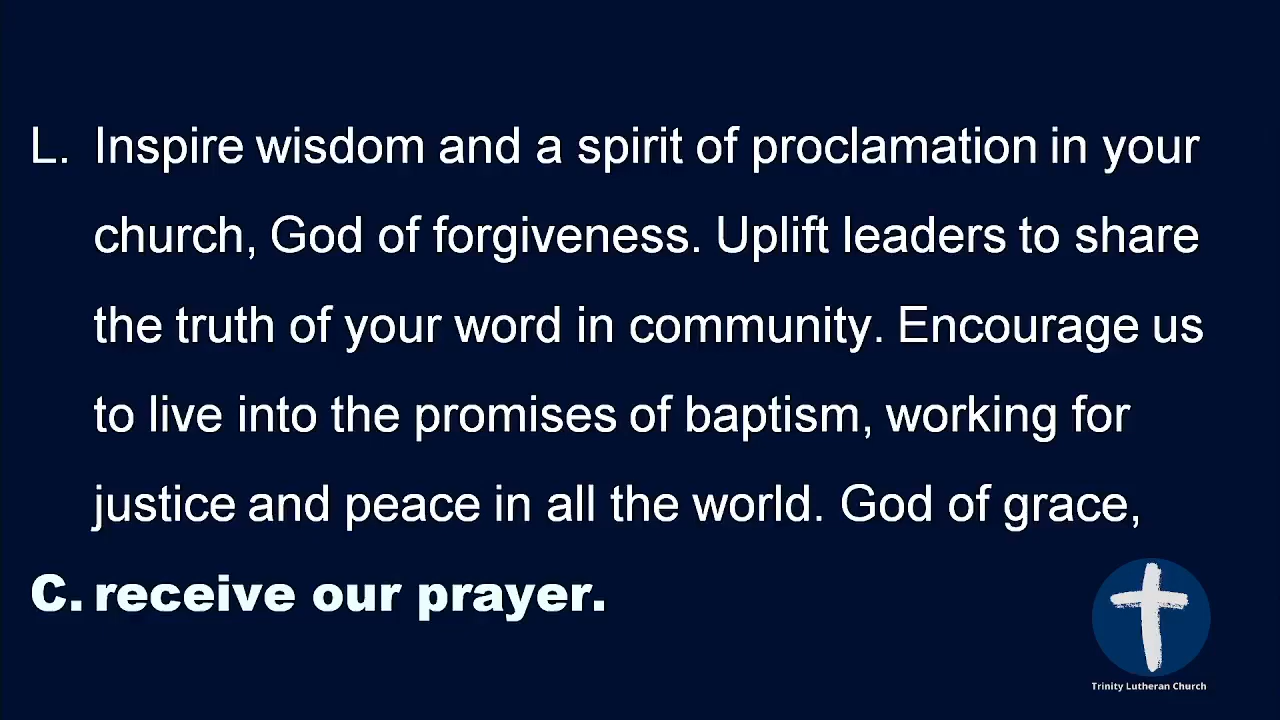 L. Inspire wisdom and a spirit of proclamation in your
church, God of forgiveness. Uplift leaders to share
the truth of your word in community. Encourage us
to live into the promises of baptism, working for
justice and peace in all the world. God of grace,
C. receive our prayer.
Trinity Lutheran Church